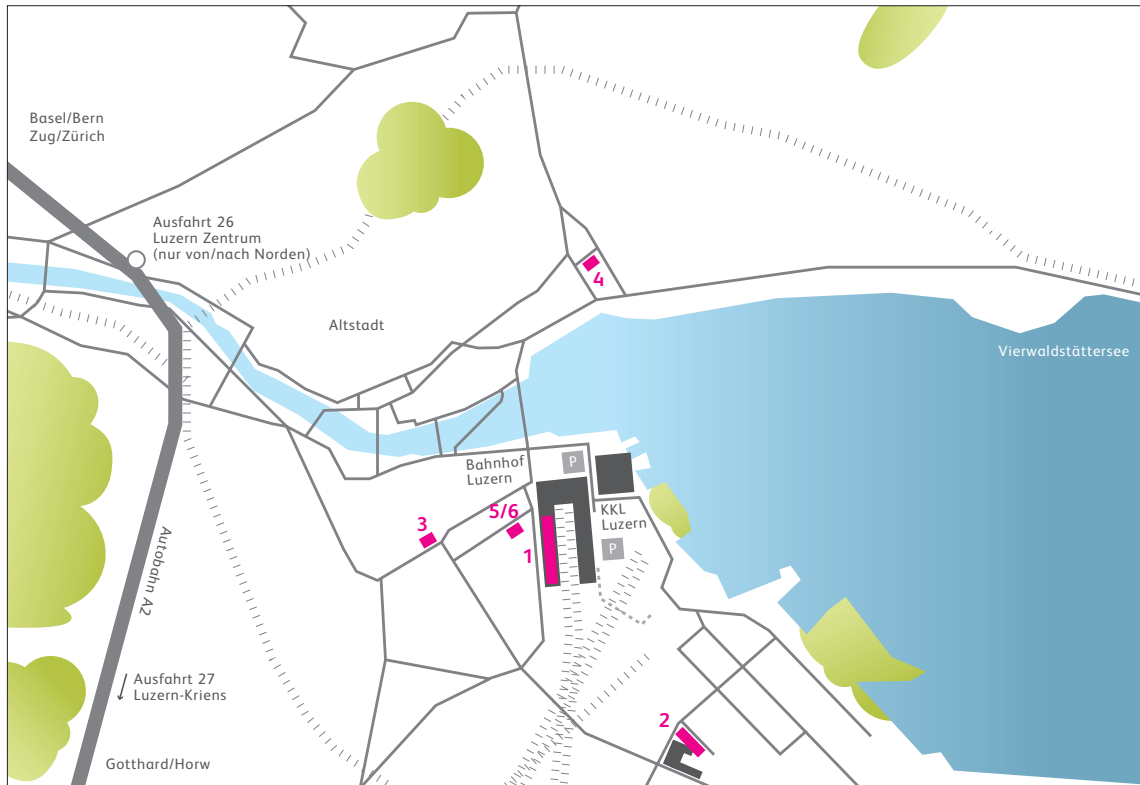 Basel/Bern
Zug/Zürich
Ausfahrt 26
Luzern Zentrum
(nur von/nach Norden)
4
Altstadt
Vierwaldstättersee
Bahnhof
Luzern
P
5/6
3
KKL
Luzern
1
P
Autobahn A2
Ausfahrt 27
Luzern-Kriens
2
Gotthard/Horw